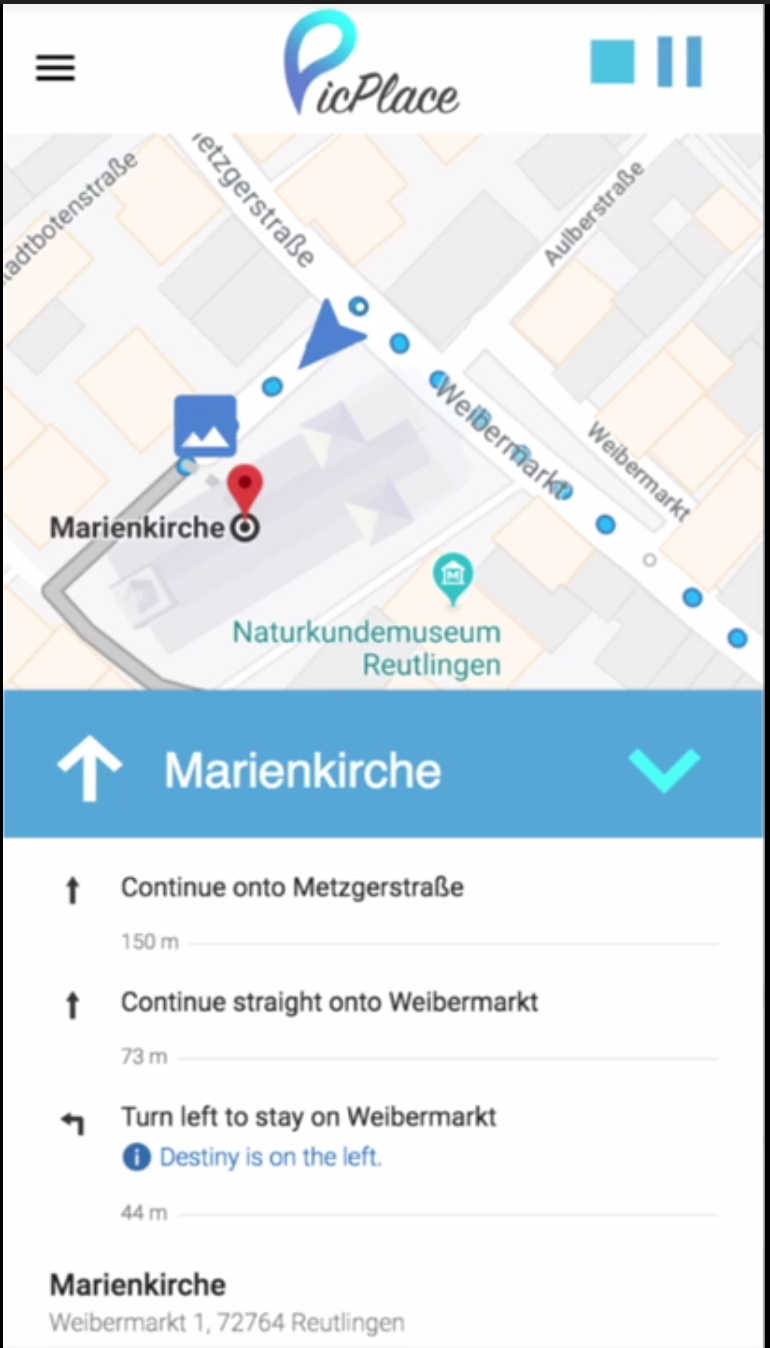 PicPlace
etzgerstraße
adtbotenstraße
Aulberstraße
Weibermarkt
Weibermarkt
Marienkirche
M
Naturkundemuseum
Reutlingen
Marienkirche
Continue onto Metzgerstraße
150 m
Continue straight onto Weibermarkt
73 m
Turn left to stay on Weibermarkt
i Destiny is on the left.
44 m
Marienkirche
Weibermarkt 1, 72764 Reutlingen